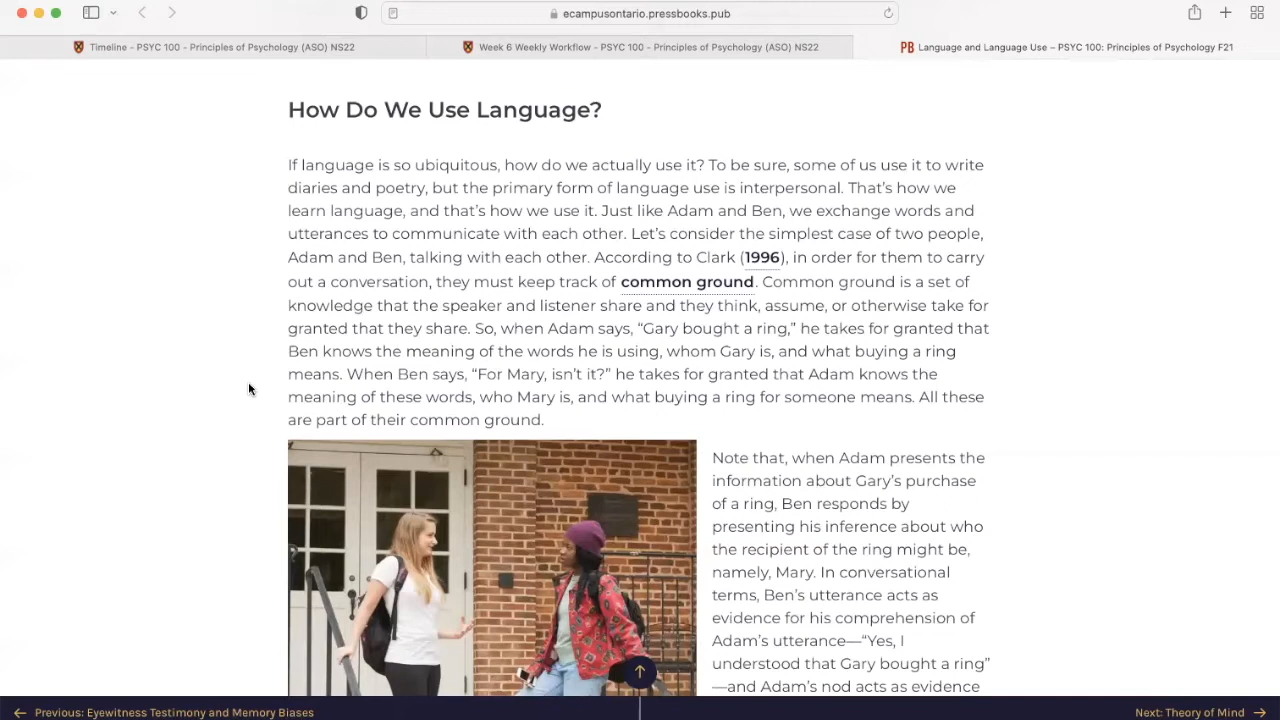 ecampusontario.pressbooks.pub
Timeline - PSYC 100 - Principles of Psychology (ASO) NS22
Week 6 Weekly Workflow - PSYC 100 - Principles of Psychology (ASO) NS22
PB Language and Language Use – PSYC 100: Principles of Psychology F21
How Do We Use Language?
If language is so ubiquitous, how do we actually use it? To be sure, some of us use it to write
diaries and poetry, but the primary form of language use is interpersonal. That’s how we
learn language, and that’s how we use it. Just like Adam and Ben, we exchange words and
utterances to communicate with each other. Let’s consider the simplest case of two people,
Adam and Ben, talking with each other. According to Clark (1996), in order for them to carry
out a conversation, they must keep track of common ground. Common ground is a set of
knowledge that the speaker and listener share and they think, assume, or otherwise take for
granted that they share. So, when Adam says, “Gary bought a ring,” he takes for granted that
Ben knows the meaning of the words he is using, whom Gary is, and what buying a ring
means. When Ben says, “For Mary, isn’t it?” he takes for granted that Adam knows the
meaning of these words, who Mary is, and what buying a ring for someone means. All these
are part of their common ground.
Note that, when Adam presents the
information about Gary’s purchase
of a ring, Ben responds by
presenting his inference about who
the recipient of the ring might be,
namely, Mary. In conversational
terms, Ben’s utterance acts as
evidence for his comprehension of
Adam’s utterance—“Yes, I
understood that Gary bought a ring”
—and Adam’s nod acts as evidence
← Previous: Eyewitness Testimony and Memory Biases
Next: Theory of Mind →